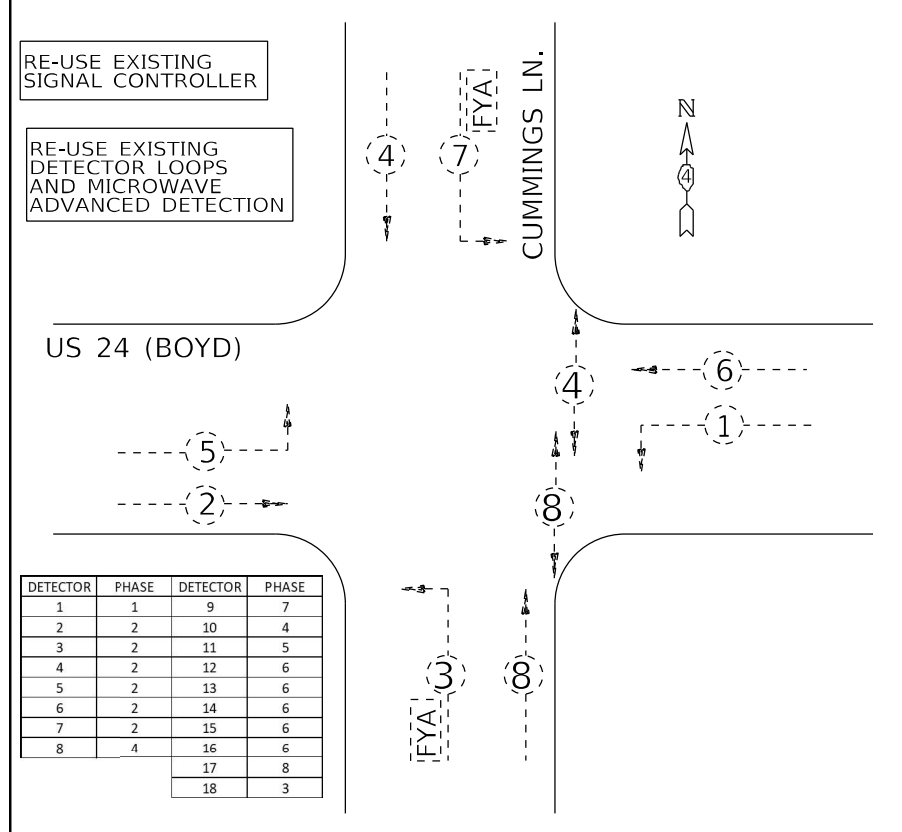 RE-USE EXISTING
SIGNAL CONTROLLER
RE-USE EXISTING
DETECTOR LOOPS
AND MICROWAVE
ADVANCED DETECTION
4
7
FYA
CUMMINGS LN.
N
4
US 24 (BOYD)
4
6
1
5
2
8
3
FYA
8
DETECTOR PHASE DETECTOR PHASE
1 1 9 7
2 2 10 4
3 2 11 5
4 2 12 6
5 2 13 6
6 2 14 6
7 2 15 6
8 4 16 6
17 8
18 3